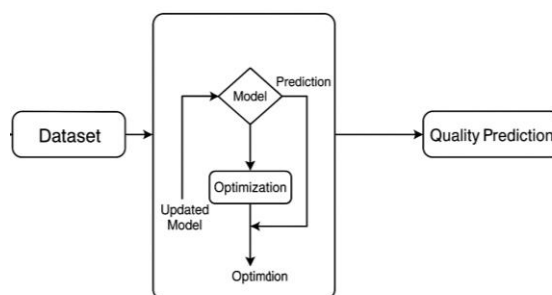 Prediction
Model
Dataset
Quality Prediction
Optimization
Updated
Model
Optimdion